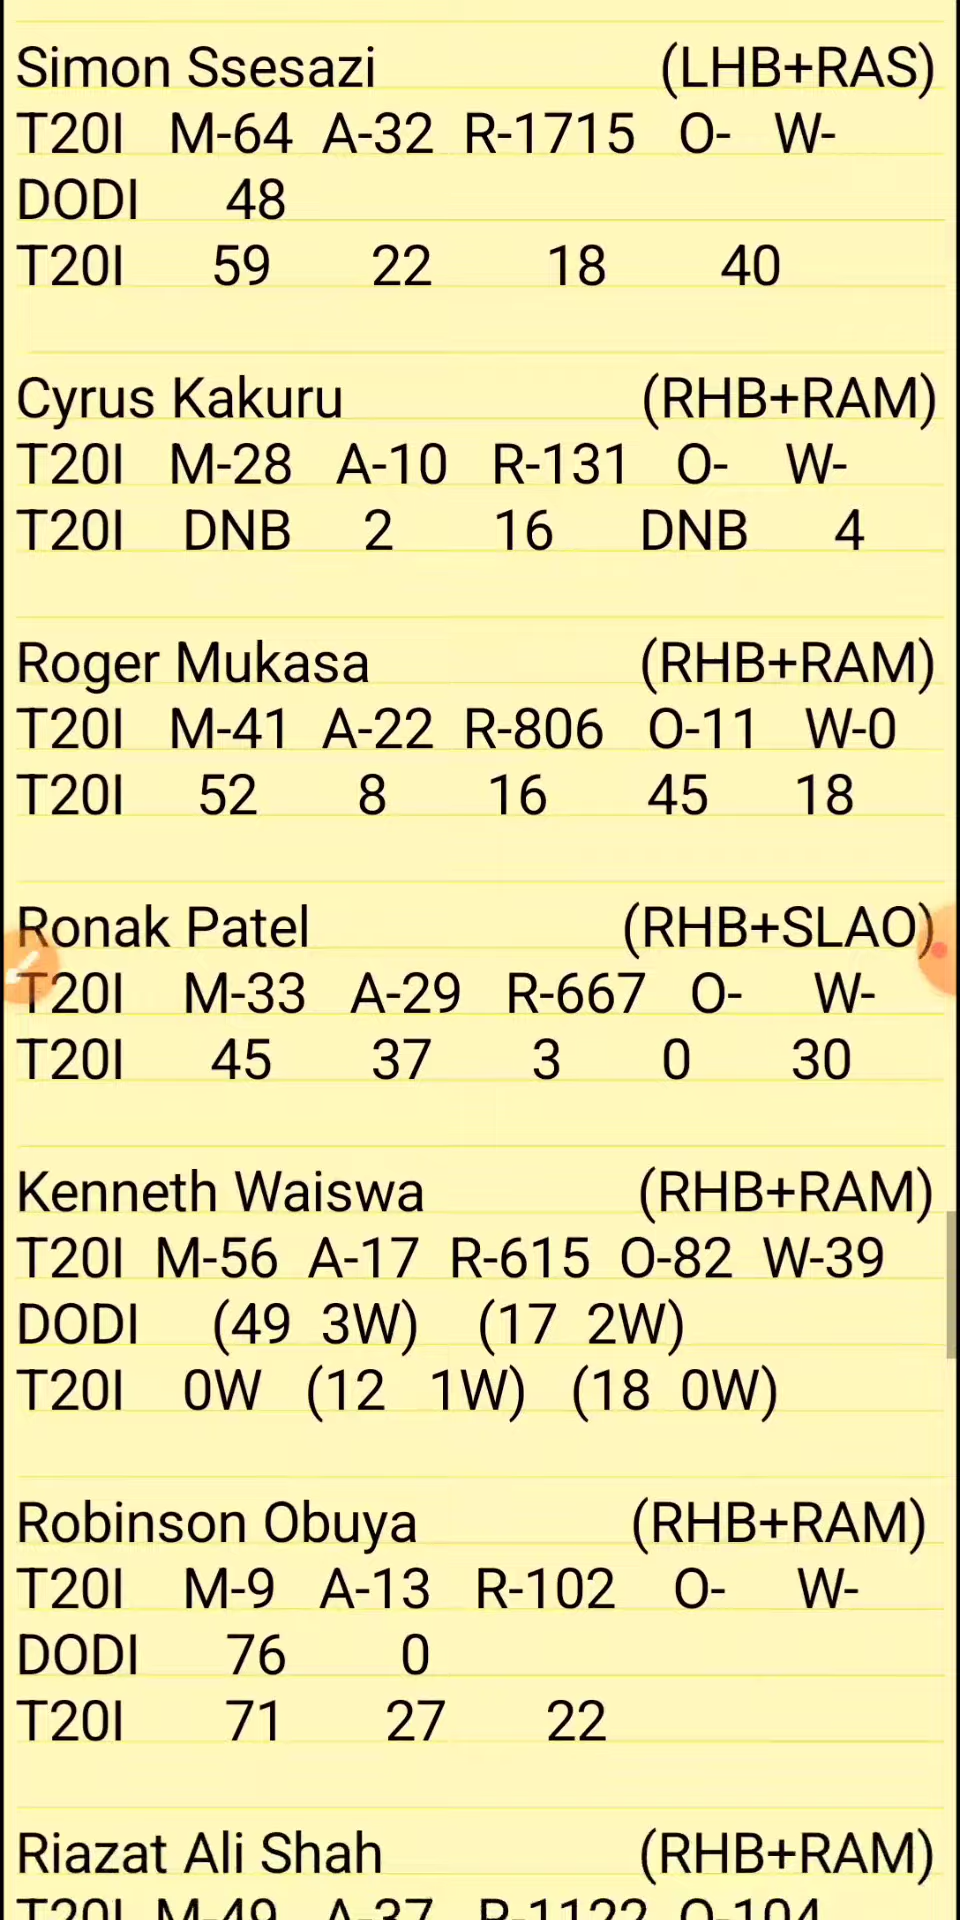 Simon Ssesazi (LHB+RAS)
T20I M-64 A-32 R-1715 O- W-
DODI 48
T20I 59 22 18 40
Cyrus Kakuru (RHB+RAM)
T20I M-28 A-10 R-131 O- W-
T20I DNB 2 16 DNB 4
Roger Mukasa (RHB+RAM)
T20I M-41 A-22 R-806 O-11 W-0
T20I 52 8 16 45 18
Ronak Patel (RHB+SLAO)
T20I M-33 A-29 R-667 O- W-
T20I 45 37 3 0 30
Kenneth Waiswa (RHB+RAM)
T20I M-56 A-17 R-615 O-82 W-39
DODI (49 3W) (17 2W)
T20I 0W (12 1W) (18 0W)
Robinson Obuya (RHB+RAM)
T20I M-9 A-13 R-102 O- W-
DODI 76 0
T20I 71 27 22
Riazat Ali Shah (RHB+RAM)
T20I M-49 A-37 R-1122 O-104